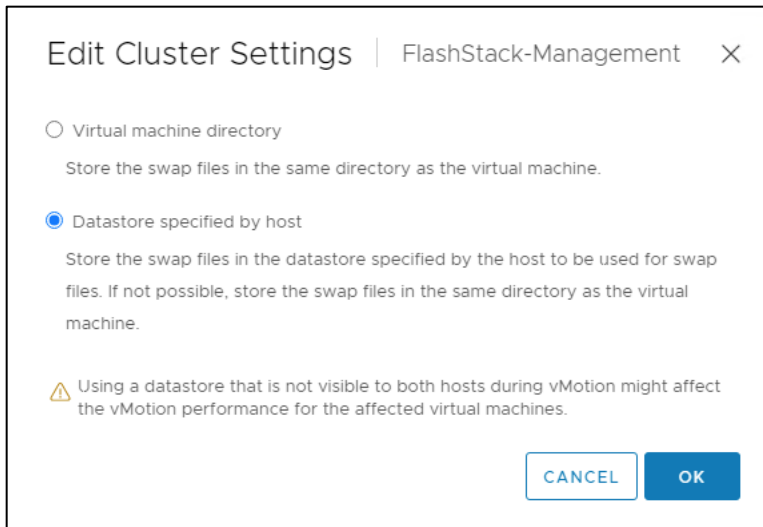 Edit Cluster Settings | FlashStack-Management ×
Virtual machine directory
Store the swap files in the same directory as the virtual machine.
Datastore specified by host
Store the swap files in the datastore specified by the host to be used for swap
files. If not possible, store the swap files in the same directory as the virtual
machine.
Using a datastore that is not visible to both hosts during vMotion might affect
the vMotion performance for the affected virtual machines.
CANCEL OK